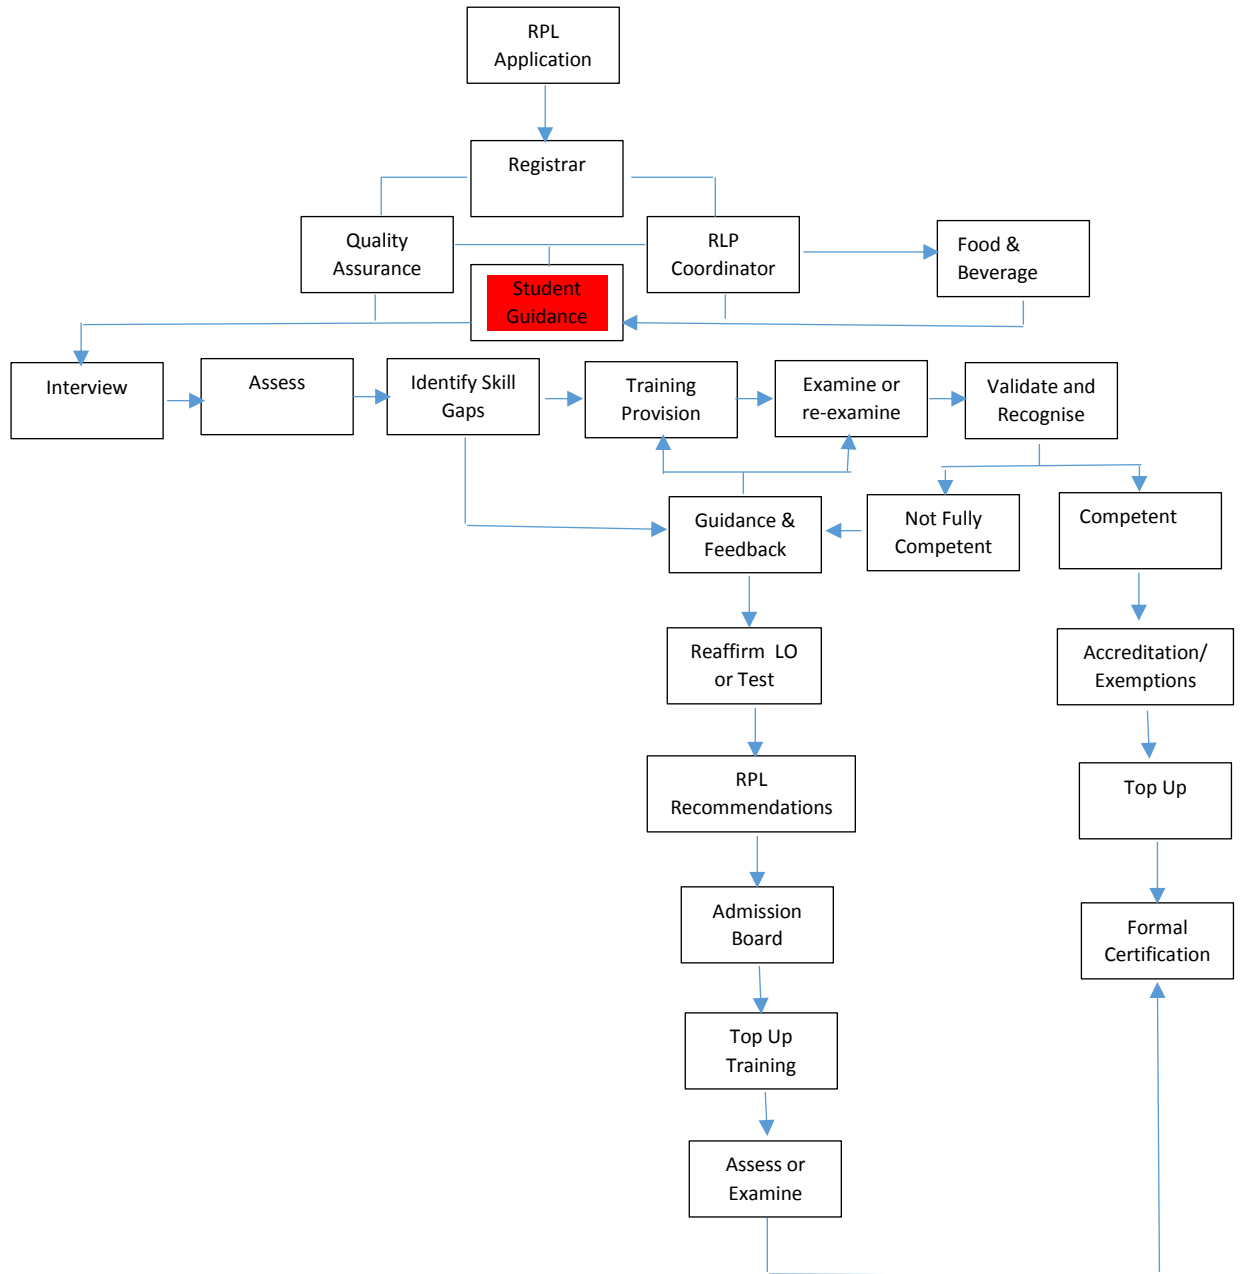 RPL
Application
Registrar
Quality
Assurance
RLP
Coordinator
Food &
Beverage
Student
Guidance
Interview
Assess
Identify Skill
Gaps
Training
Provision
Examine or
re-examine
Validate and
Recognise
Guidance &
Feedback
Not Fully
Competent
Competent
Reaffirm  LO
or Test
Accreditation/
Exemptions
RPL
Recommendations
Top Up
Admission
Board
Formal
Certification
Top Up
Training
Assess or
Examine